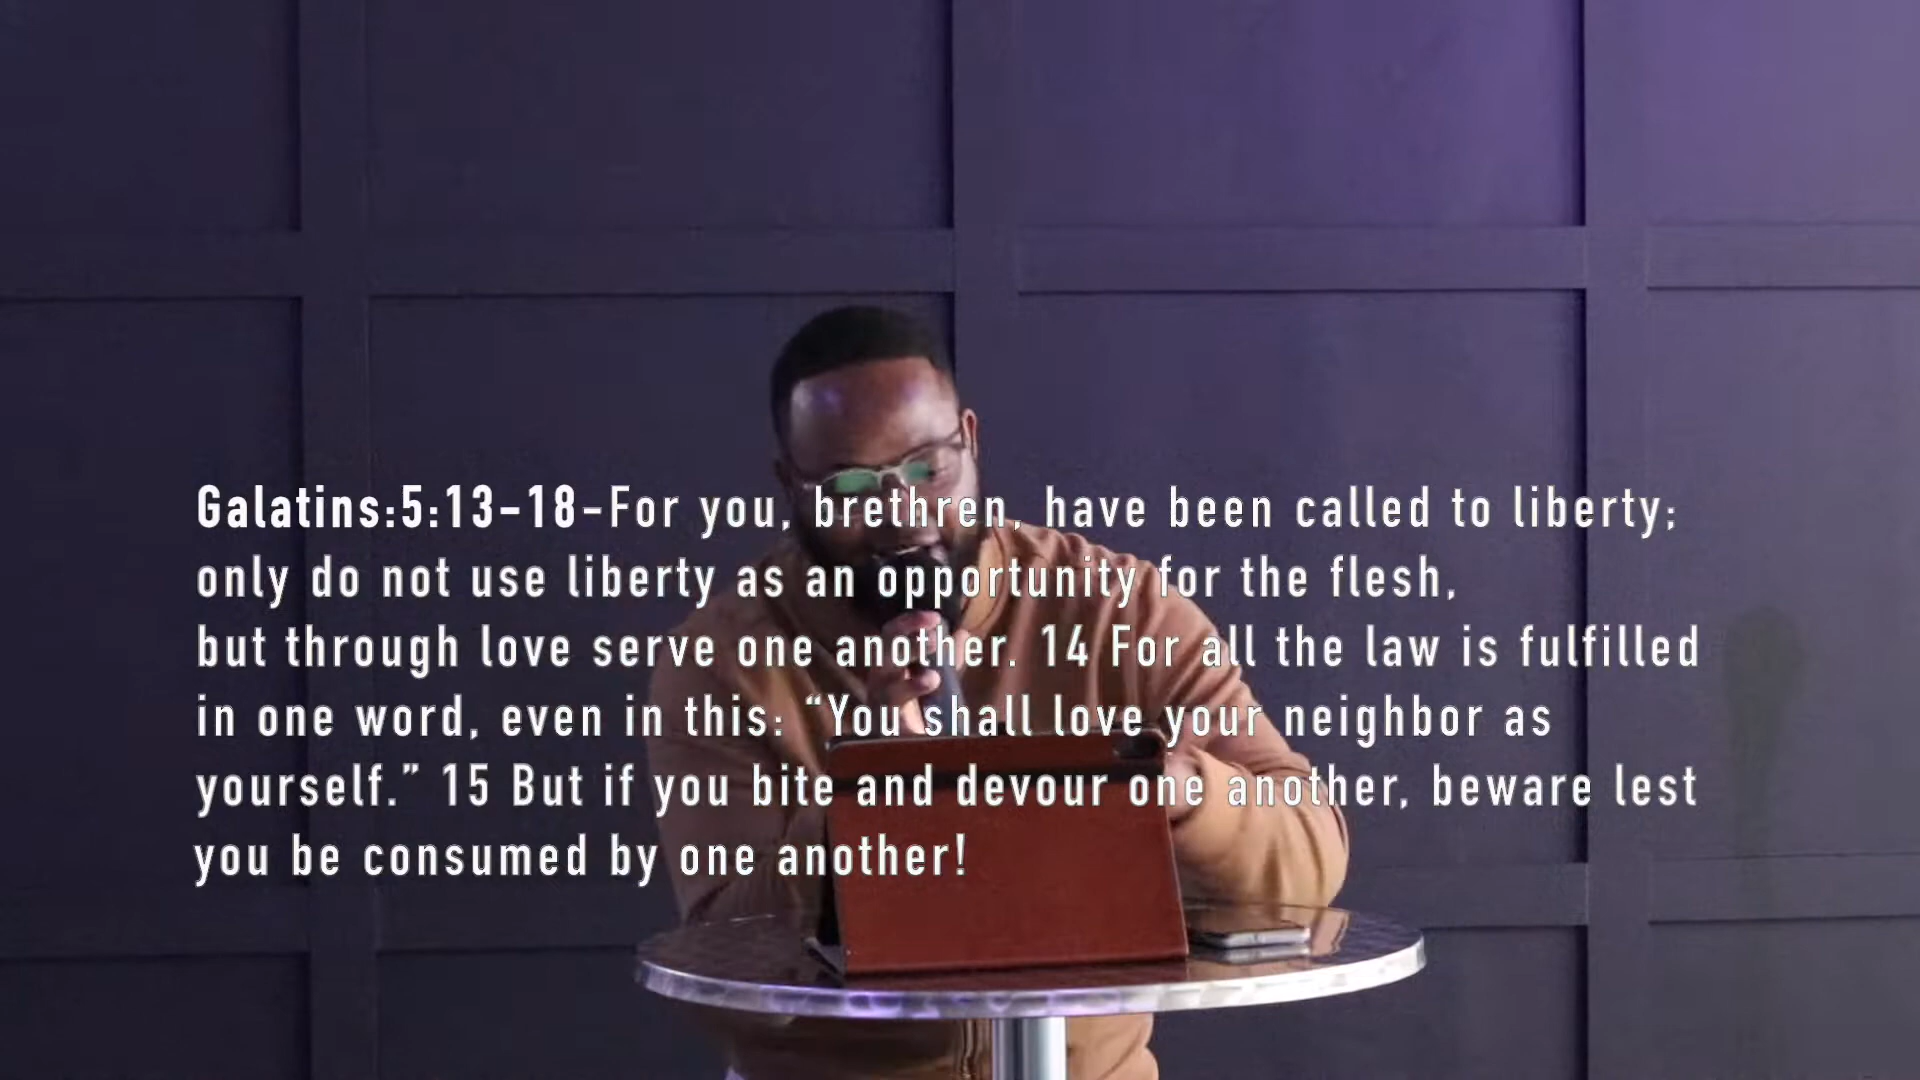 Galatins:5:13-18-For you, brethren, have been called to liberty;
only do not use liberty as an opportunity for the flesh,
but through love serve one another. 14 For all the law is fulfilled
in one word, even in this: “You shall love your neighbor as
yourself.” 15 But if you bite and devour one another, beware lest
you be consumed by one another!